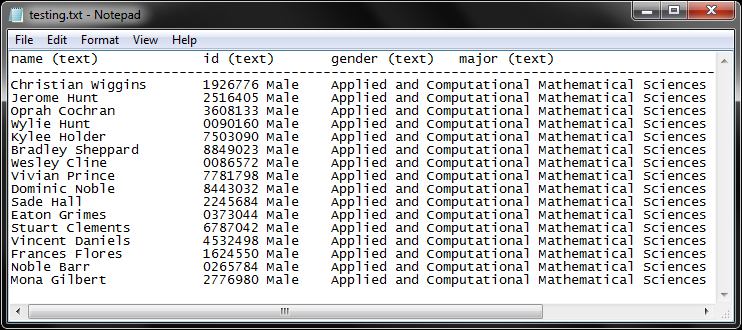 testing.txt - Notepad
File Edit Format View Help
name (text) id (text) gender (text) major (text)
--------------------------------------------------------------------------------
Christian Wiggins 1926776 Male Applied and Computational Mathematical Sciences
Jerome Hunt 2516405 Male Applied and Computational Mathematical Sciences
Oprah Cochran 3608133 Male Applied and Computational Mathematical Sciences
Wylie Hunt 0090160 Male Applied and Computational Mathematical Sciences
Kylee Holder 7503090 Male Applied and Computational Mathematical Sciences
Bradley Sheppard 8849023 Male Applied and Computational Mathematical Sciences
Wesley Cline 0086572 Male Applied and Computational Mathematical Sciences
Vivian Prince 7781798 Male Applied and Computational Mathematical Sciences
Dominic Noble 8443032 Male Applied and Computational Mathematical Sciences
Sade Hall 2245684 Male Applied and Computational Mathematical Sciences
Eaton Grimes 0373044 Male Applied and Computational Mathematical Sciences
Stuart Clements 6787042 Male Applied and Computational Mathematical Sciences
Vincent Daniels 4532498 Male Applied and Computational Mathematical Sciences
Frances Flores 1624550 Male Applied and Computational Mathematical Sciences
Noble Barr 0265784 Male Applied and Computational Mathematical Sciences
Mona Gilbert 2776980 Male Applied and Computational Mathematical Sciences